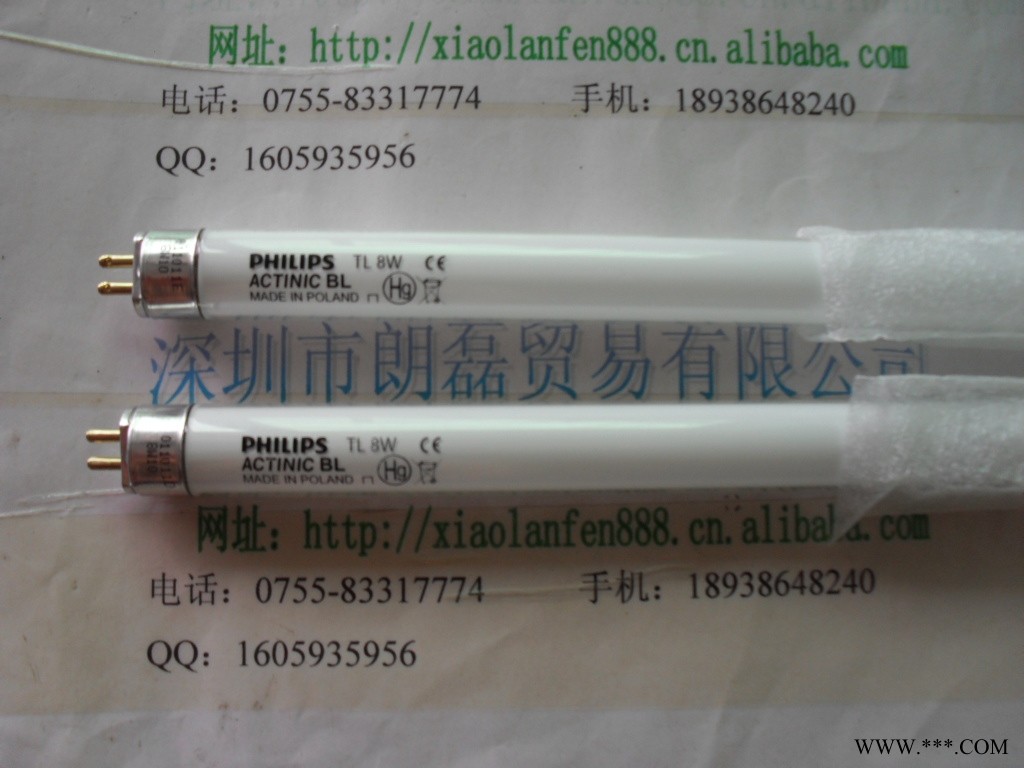 网址：http://xiaolanfen888.cn.alibaba.com
电话：0755-83317774 手机：18938648240
QQ：1605935956
PHILIPS TL 8W CE
ACTINIC BL Hg
MADE IN POLAND
深圳市朗磊贸易有限公司
PHILIPS TL 8W CE
ACTINIC BL Hg
MADE IN POLAND
网址：http://xiaolanfen888.cn.alibaba.com
电话：0755-83317774 手机：18938648240
QQ：1605935956
WWW.***.COM